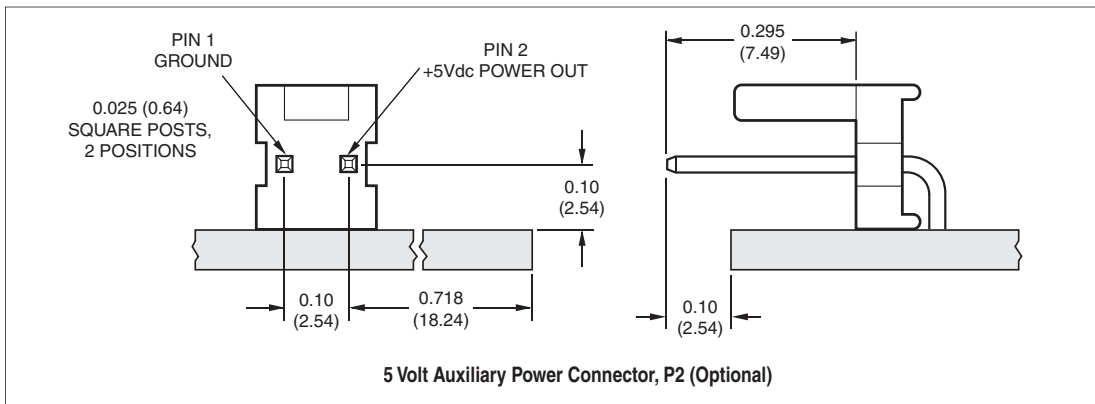 PIN 1
GROUND
PIN 2
+5Vdc POWER OUT
0.025 (0.64)
SQUARE POSTS,
2 POSITIONS
0.10
(2.54)
0.10
(2.54)
0.718
(18.24)
0.295
(7.49)
0.10
(2.54)
5 Volt Auxiliary Power Connector, P2 (Optional)